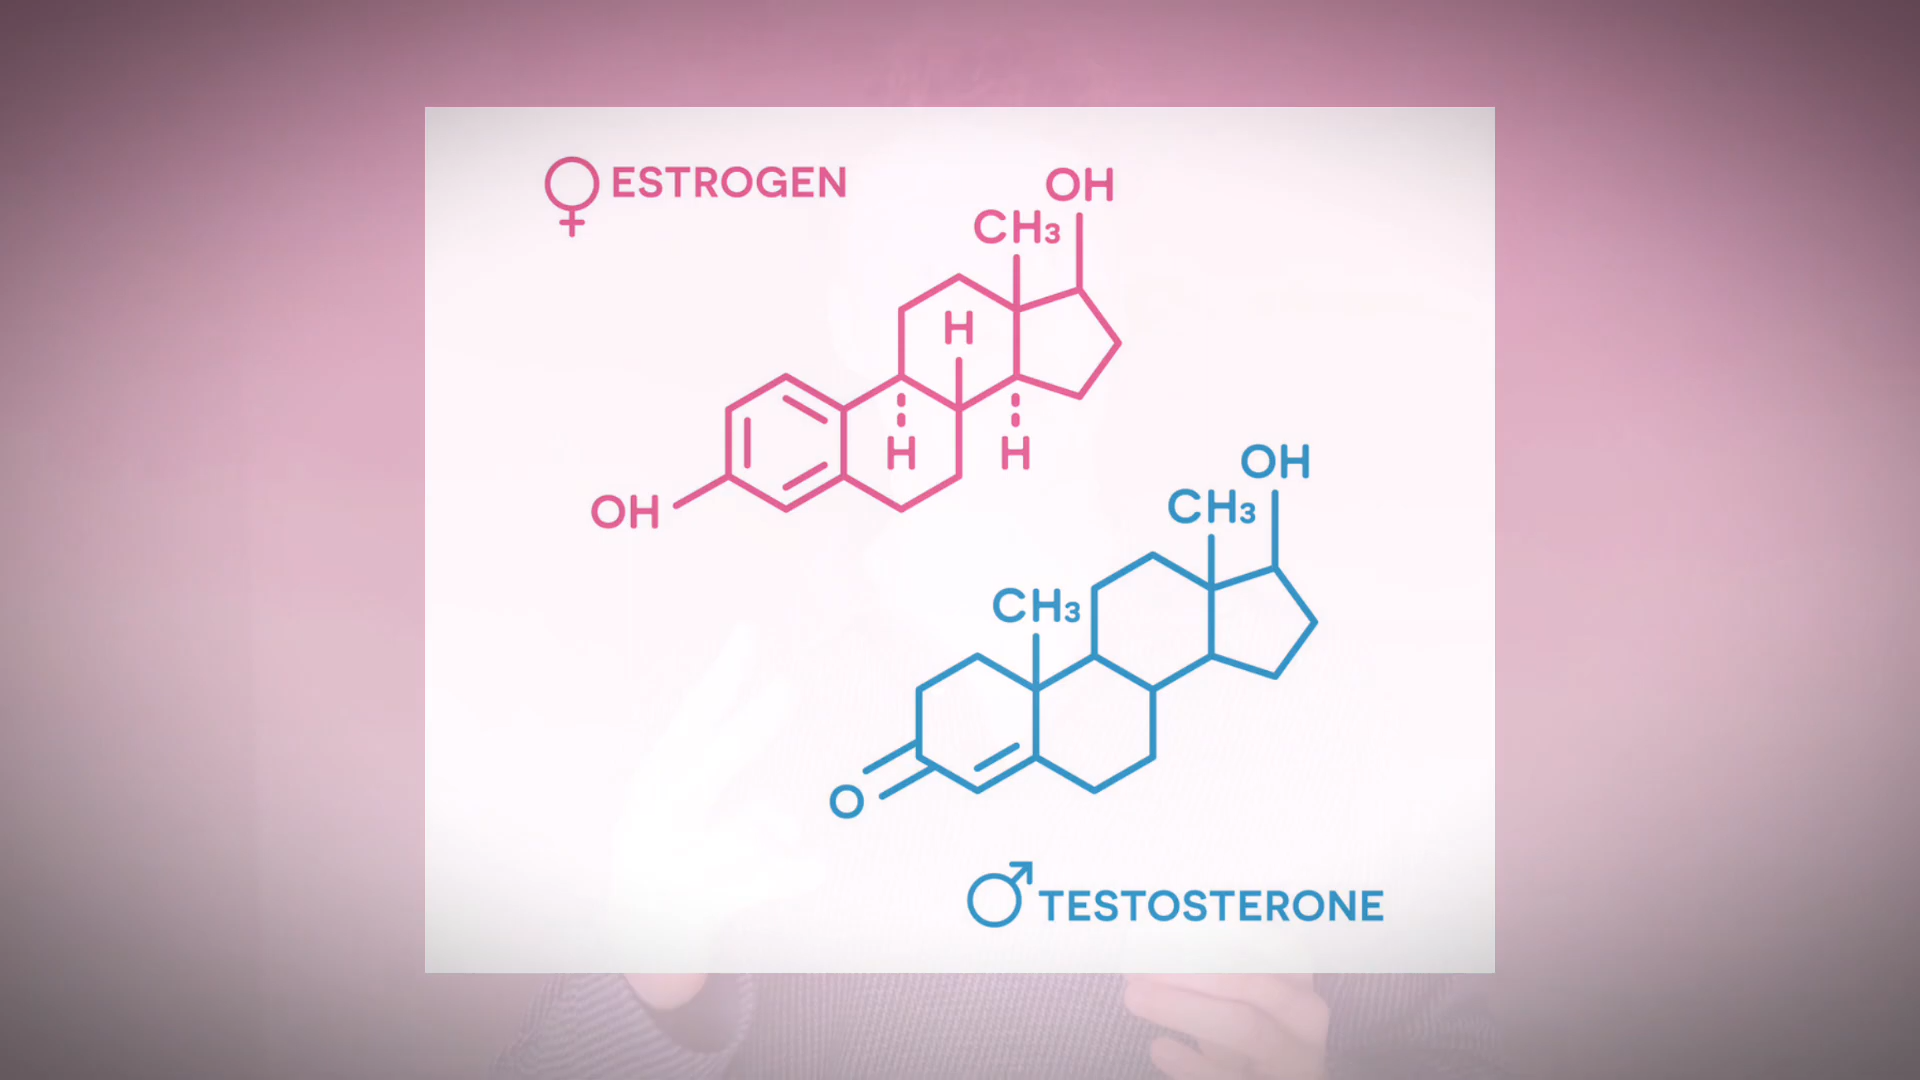 ESTROGEN
OH
CH₃
H
H
H
OH
OH
CH₃
CH₃
O
TESTOSTERONE